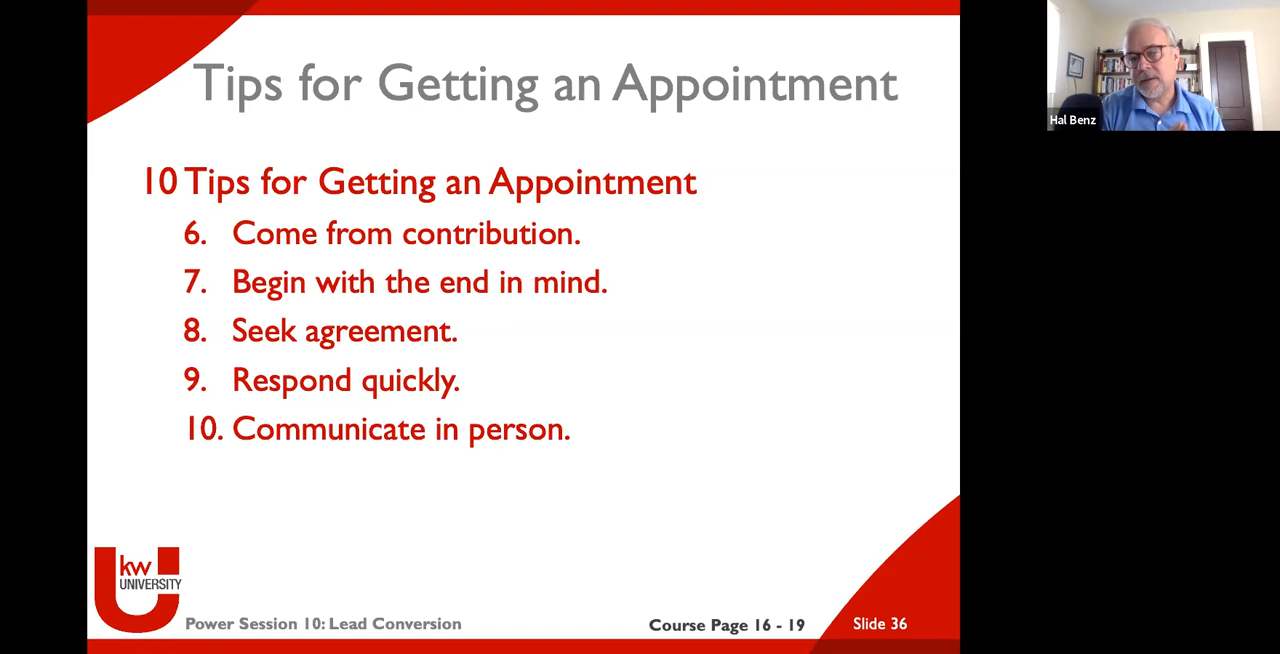 Tips for Getting an Appointment
Hal Benz
10 Tips for Getting an Appointment
6. Come from contribution.
7. Begin with the end in mind.
8. Seek agreement.
9. Respond quickly.
10. Communicate in person.
kw
UNIVERSITY
Power Session 10: Lead Conversion
Course Page 16 - 19
Slide 36